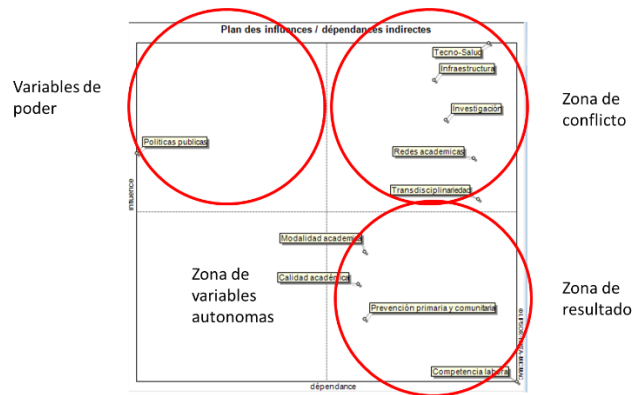 Plan des influences / dépendances indirectes
Variables de
poder
Tecno-Salud
Infraestructura
Investigación
Zona de
conflicto
Políticas publicas
Redes academicas
Transdisciplinariedad
influence
Modalidad academica
Calidad académica
Zona de
variables
autonomas
Prevención primaria y comunitaria
Zona de
resultado
Competencia laboral
dépendance